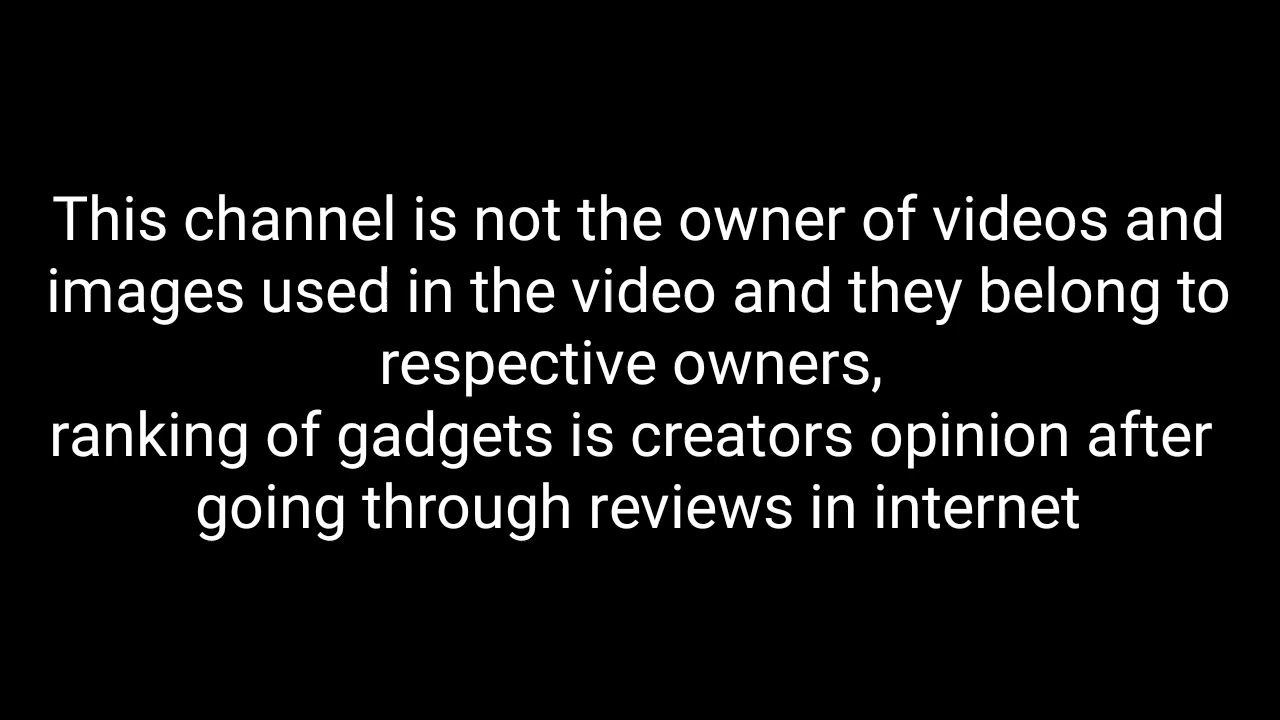 This channel is not the owner of videos and
images used in the video and they belong to
respective owners,
ranking of gadgets is creators opinion after
going through reviews in internet